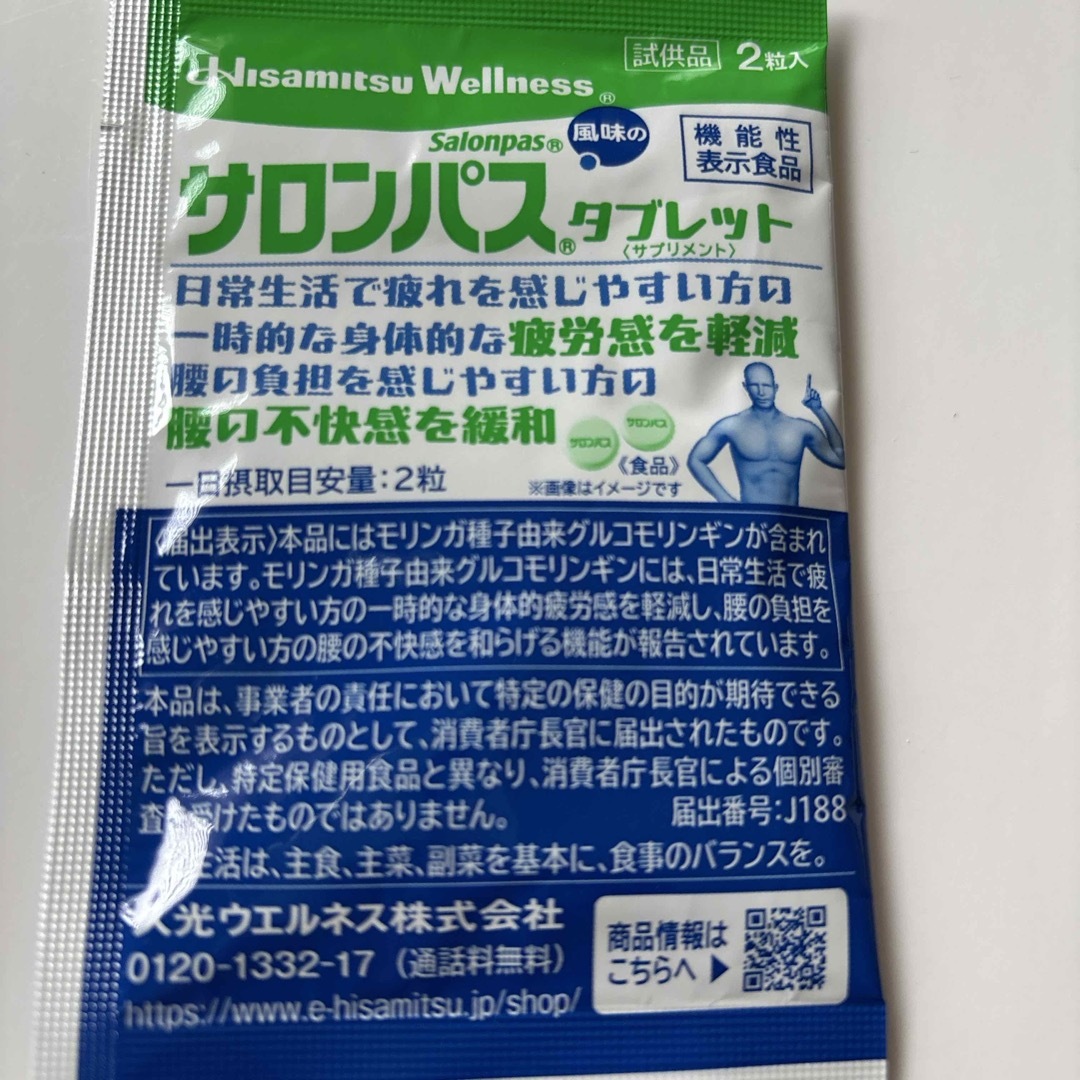 Hisamitsu Wellness®
試供品 2粒入
Salonpas® 風味の
機能性
表示食品
サロンパス®タブレット
〈サプリメント〉
日常生活で疲れを感じやすい方の
一時的な身体的な疲労感を軽減
腰の負担を感じやすい方の
腰の不快感を緩和
サロンパス サロンパス
《食品》
一日摂取目安量:2粒
※画像はイメージです
〈届出表示〉本品にはモリンガ種子由来グルコモリンギンが含まれ
ています。モリンガ種子由来グルコモリンギンには、日常生活で疲
れを感じやすい方の一時的な身体的疲労感を軽減し、腰の負担を
感じやすい方の腰の不快感を和らげる機能が報告されています。
本品は、事業者の責任において特定の保健の目的が期待できる
旨を表示するものとして、消費者庁長官に届出されたものです。
ただし、特定保健用食品と異なり、消費者庁長官による個別審
査を受けたものではありません。 届出番号:J188
生活は、主食、主菜、副菜を基本に、食事のバランスを。
久光ウエルネス株式会社
0120-1332-17(通話料無料)
https://www.e-hisamitsu.jp/shop/
商品情報は
こちらへ▶